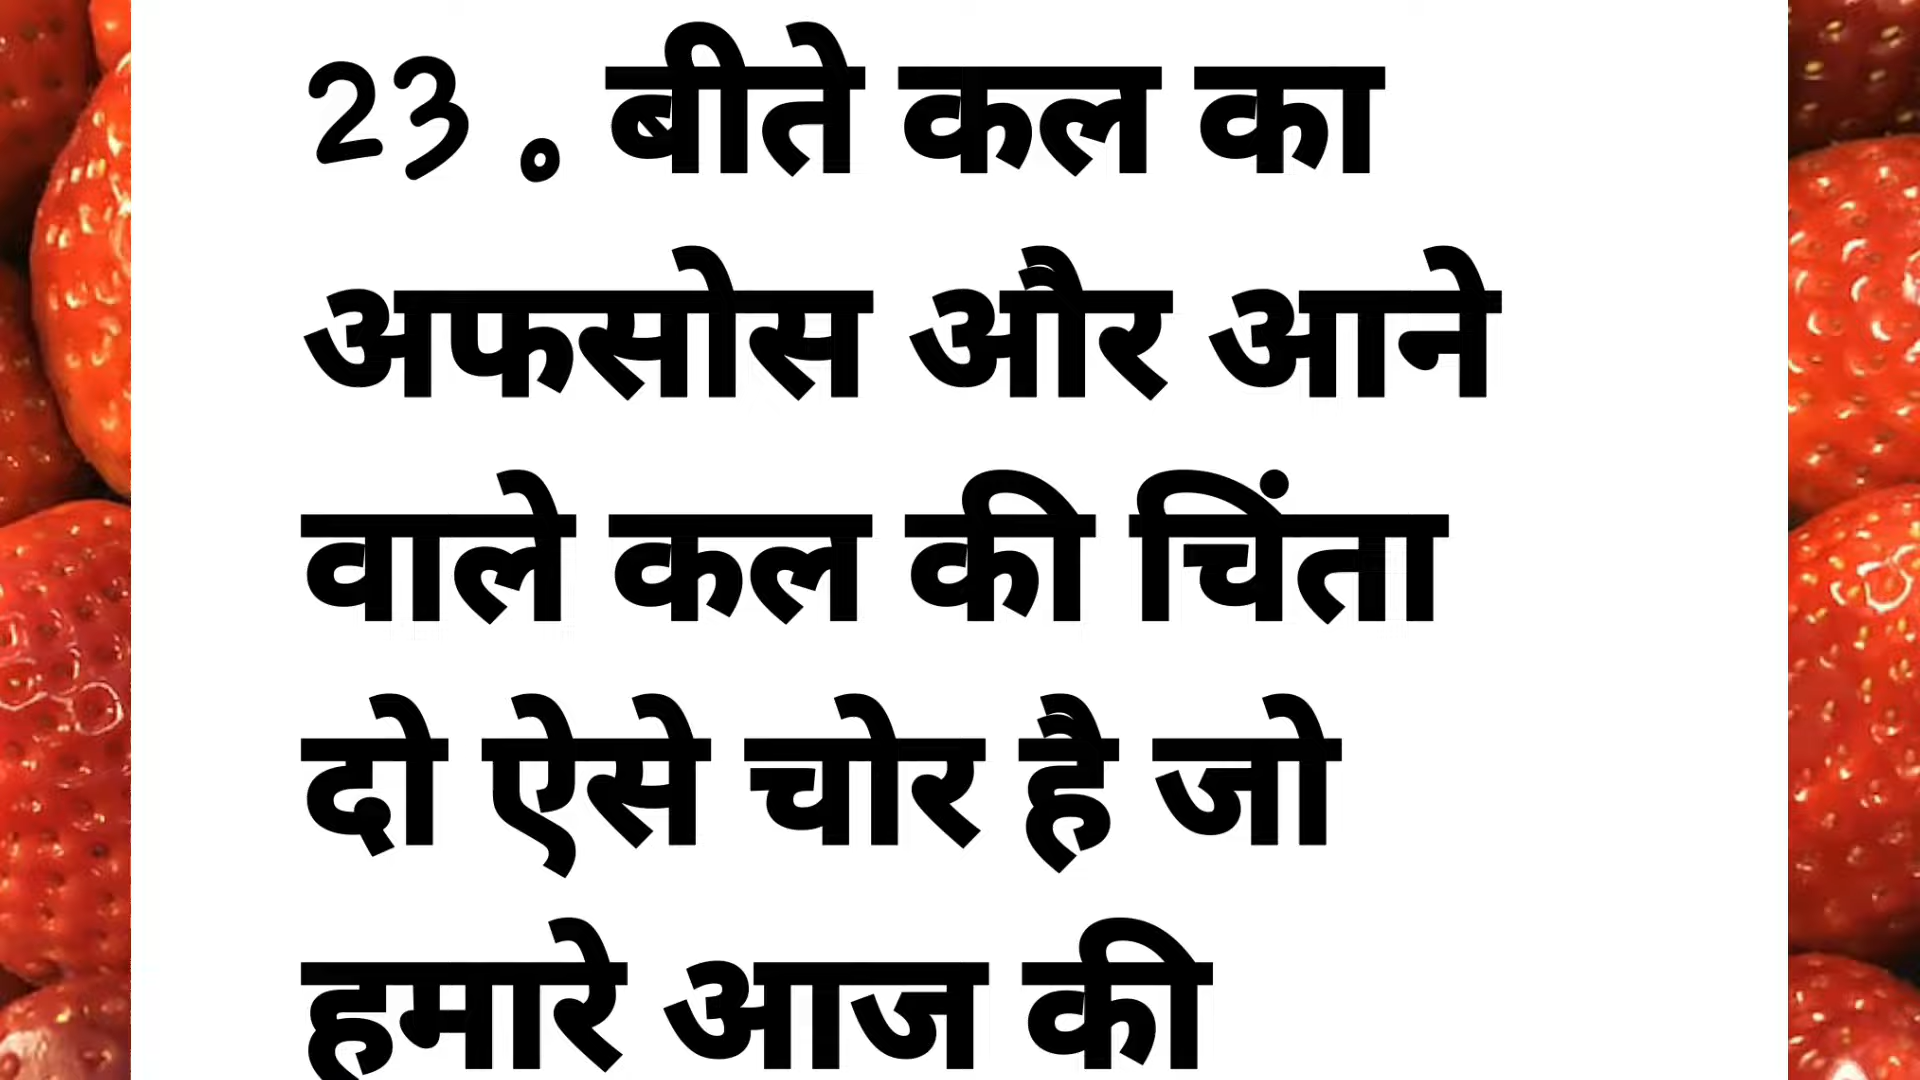 23 . बीते कल का
अफसोस और आने
वाले कल की चिंता
दो ऐसे चोर है जो
हमारे आज की